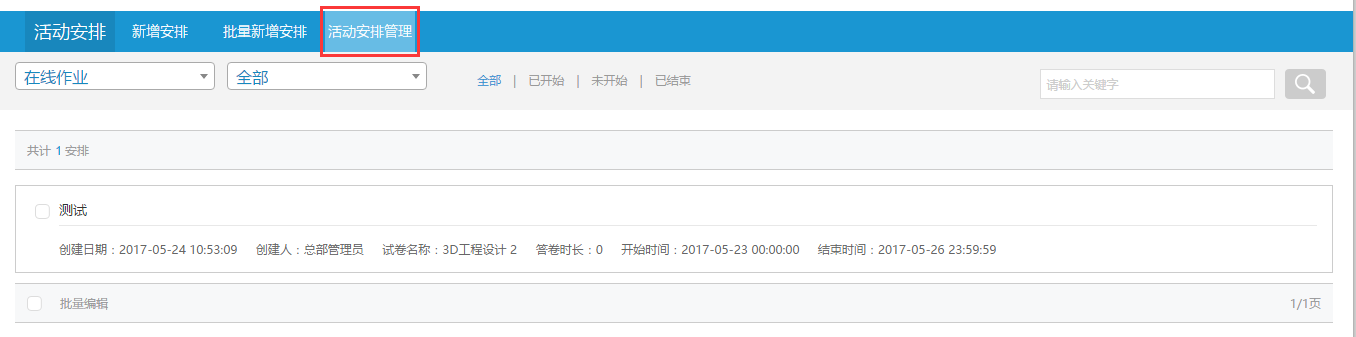 活动安排 新增安排 批量新增安排 活动安排管理
在线作业 全部 全部 | 已开始 | 未开始 | 已结束 请输入关键字
共计 1 安排
测试
创建日期：2017-05-24 10:53:09 创建人：总部管理员 试卷名称：3D工程设计 2 答卷时长：0 开始时间：2017-05-23 00:00:00 结束时间：2017-05-26 23:59:59
批量编辑 1/1页